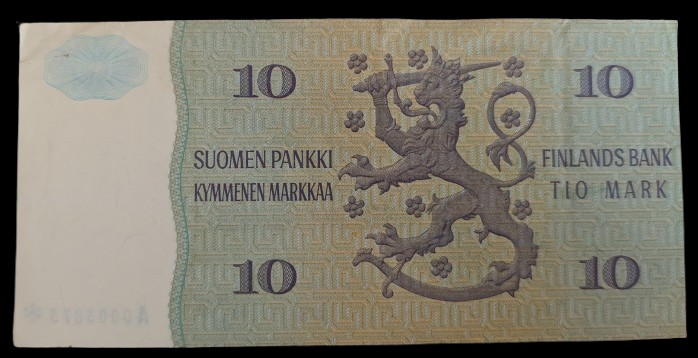 10 10
SUOMEN PANKKI FINLANDS BANK
KYMMENEN MARKKAA TIO MARK
10 10